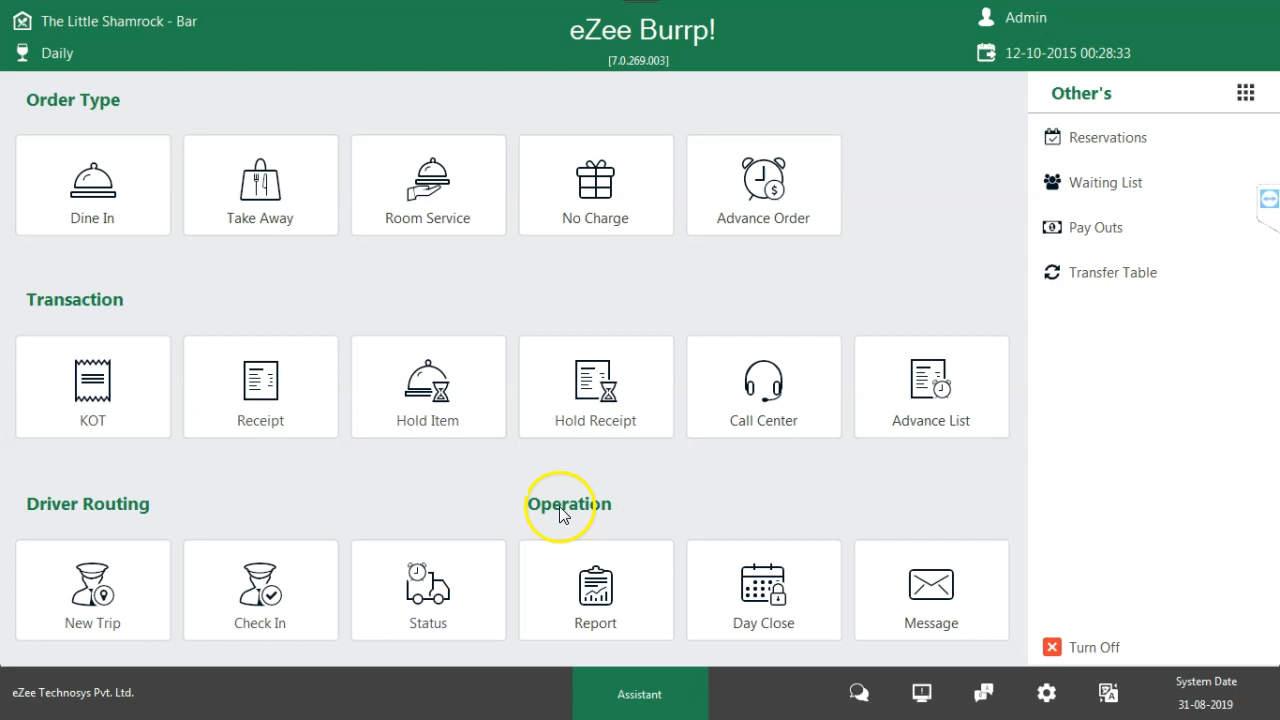 The Little Shamrock - Bar
Daily
eZee Burrp!
[7.0.269.003]
Admin
12-10-2015 00:28:33
Order Type
Dine In
Take Away
Room Service
No Charge
Advance Order
Transaction
KOT
Receipt
Hold Item
Hold Receipt
Call Center
Advance List
Driver Routing
New Trip
Check In
Status
Operation
Report
Day Close
Message
Other's
Reservations
Waiting List
Pay Outs
Transfer Table
Turn Off
eZee Technosys Pvt. Ltd.
Assistant
System Date
31-08-2019